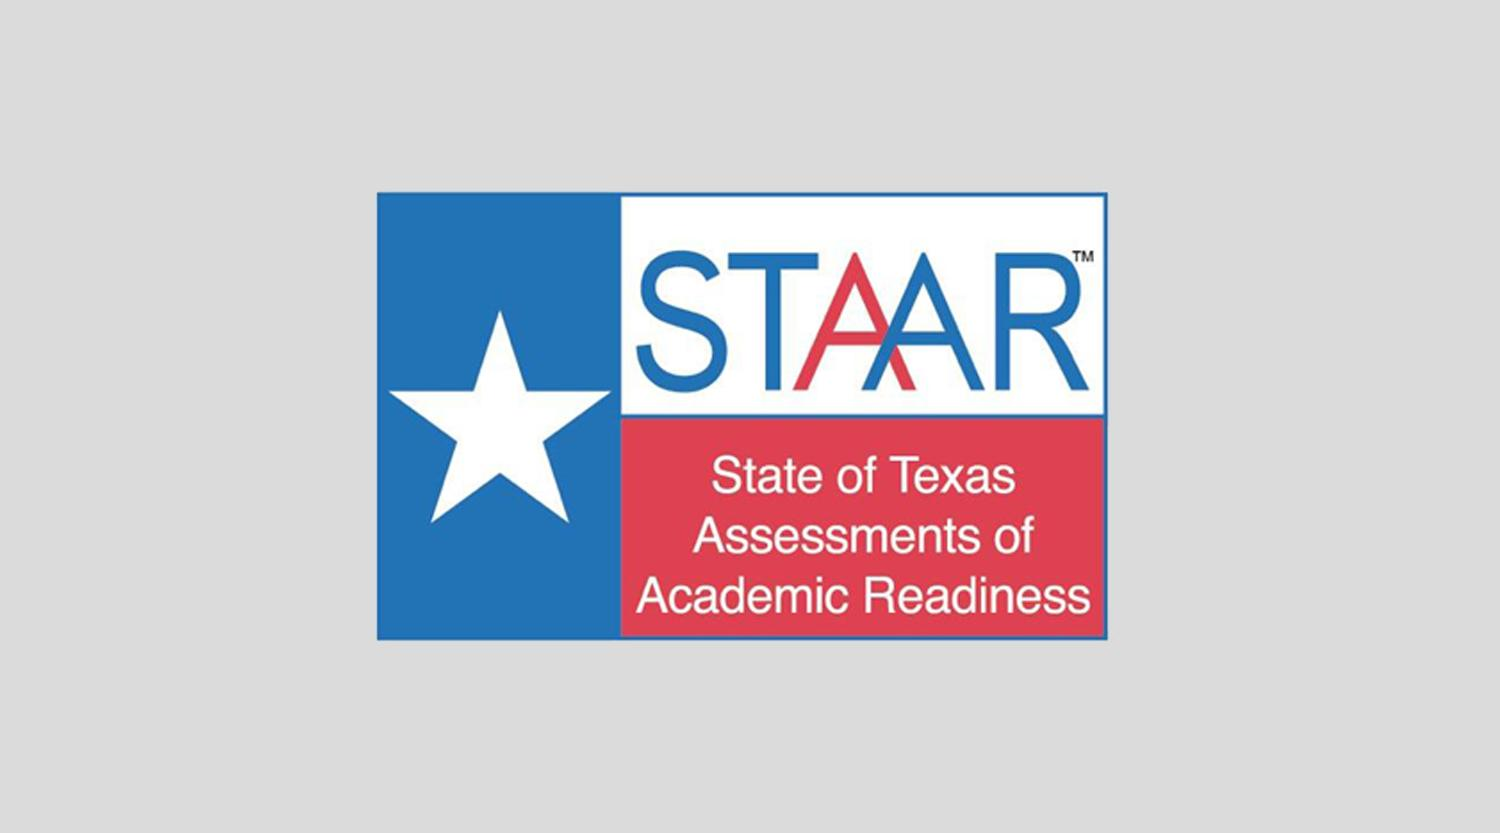 STAAR™
State of Texas
Assessments of
Academic Readiness